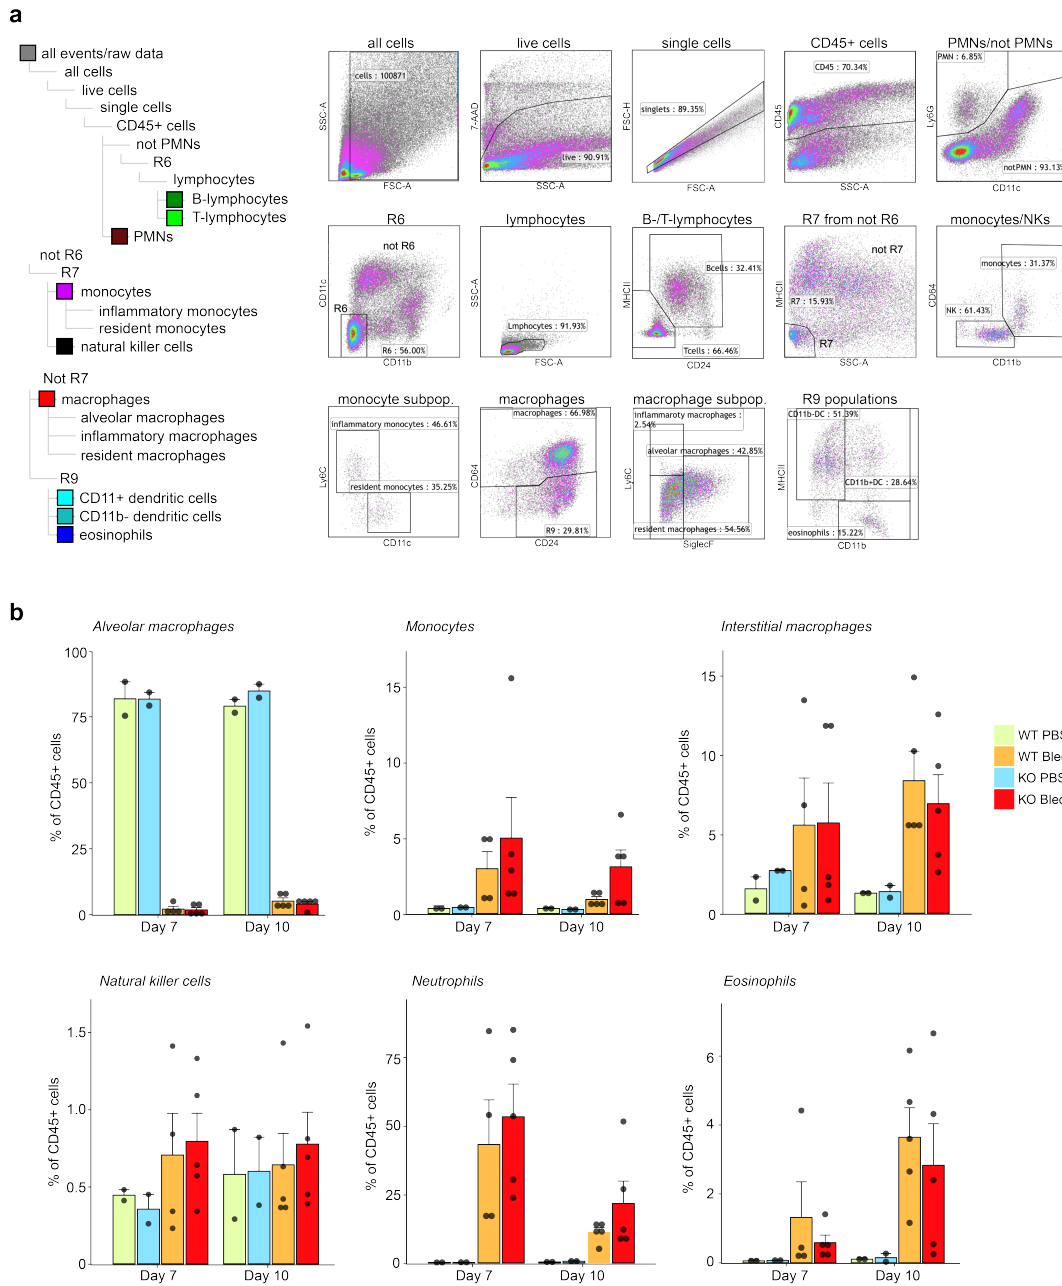 a
all events/raw data
all cells
live cells
single cells
CD45+ cells
not PMNs
R6
lymphocytes
B-lymphocytes
T-lymphocytes
PMNs
not R6
R7
monocytes
inflammatory monocytes
resident monocytes
natural killer cells
Not R7
macrophages
alveolar macrophages
inflammatory macrophages
resident macrophages
R9
CD11+ dendritic cells
CD11b- dendritic cells
eosinophils
all cells
cells : 100871
SSC-A
FSC-A
live cells
7-AAD
live : 90.91%
SSC-A
single cells
FSC-H
singlets : 89.35%
FSC-A
CD45+ cells
CD45 : 70.34%
CD45
SSC-A
PMNs/not PMNs
PMN : 6.85%
Ly6G
notPMN : 93.13%
CD11c
R6
not R6
CD11c
R6
R6 : 56.00%
CD11b
lymphocytes
SSC-A
Lmphocytes : 91.93%
FSC-A
B-/T-lymphocytes
Bcells : 32.41%
MHCII
Tcells : 66.46%
CD24
R7 from not R6
not R7
MHCII
R7 : 15.93%
R7
SSC-A
monocytes/NKs
monocytes : 31.37%
CD64
NK : 61.43%
CD11b
monocyte subpop.
inflammatory monocytes : 46.61%
Ly6C
resident monocytes : 35.25%
CD11c
macrophages
macrophages : 66.98%
CD64
R9 : 29.81%
CD24
macrophage subpop.
inflammaroty macrophages :
2.54%
alveolar macrophages : 42.85%
Ly6C
resident macrophages : 54.56%
SiglecF
R9 populations
CD11b-DC : 51.39%
MHCII
CD11b+DC : 28.64%
eosinophils : 15.22%
CD11b
b
Alveolar macrophages
% of CD45+ cells
100
75
50
25
0
Day 7
Day 10
Monocytes
% of CD45+ cells
15
10
5
0
Day 7
Day 10
Interstitial macrophages
% of CD45+ cells
15
10
5
0
Day 7
Day 10
WT PBS
WT Bleo
KO PBS
KO Bleo
Natural killer cells
% of CD45+ cells
1.5
1.0
0.5
0
Day 7
Day 10
Neutrophils
% of CD45+ cells
75
50
25
0
Day 7
Day 10
Eosinophils
% of CD45+ cells
6
4
2
0
Day 7
Day 10